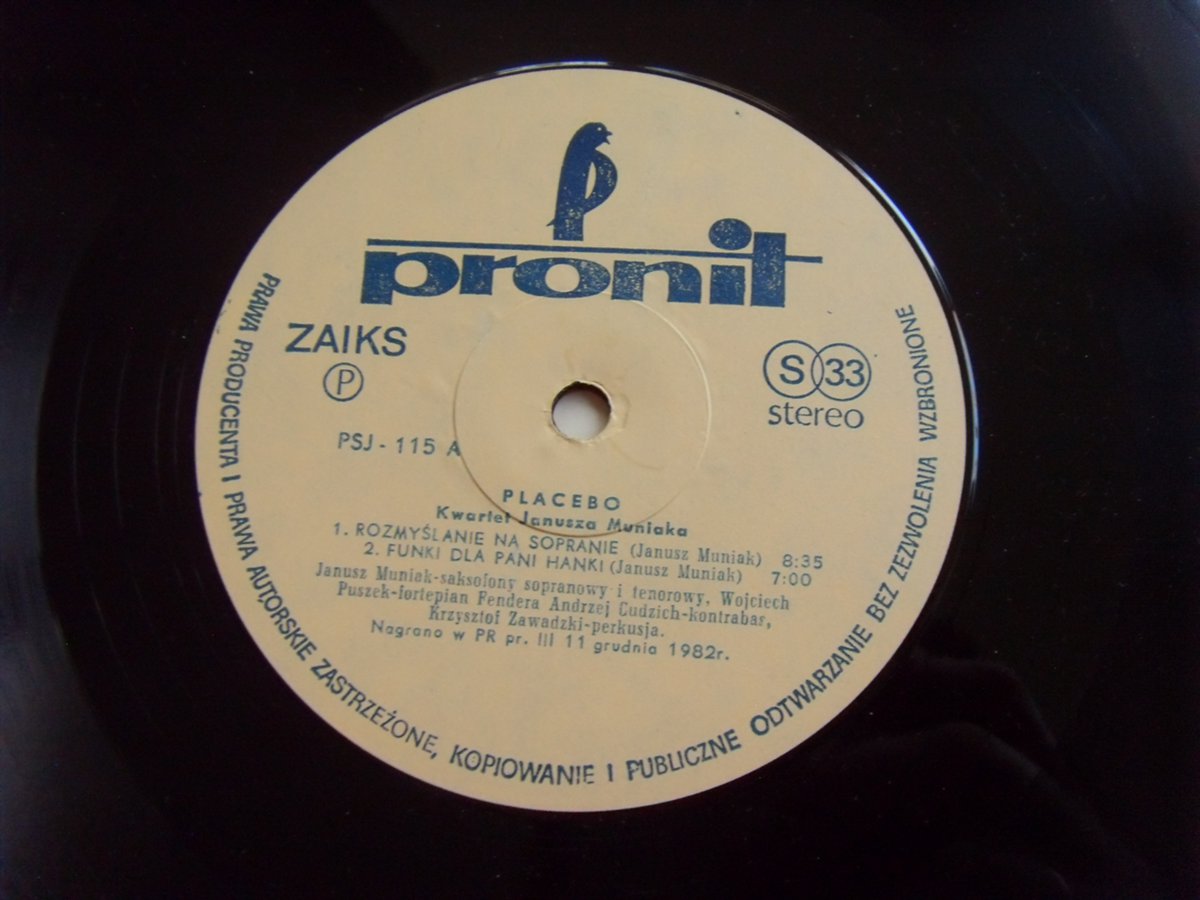 pronit
ZAIKS
P
S 33
stereo
PSJ - 115 A
PLACEBO
Kwartet Janusza Muniaka
1. ROZMYŚLANIE NA SOPRANIE (Janusz Muniak) 8:35
2. FUNKI DLA PANI HANKI (Janusz Muniak) 7:00
Janusz Muniak-saksofony sopranowy i tenorowy, Wojciech
Puszek-fortepian Fendera Andrzej Cudzich-kontrabas,
Krzysztof Zawadzki-perkusja.
Nagrano w PR pr. III 11 grudnia 1982r.
PRAWA PRODUCENTA I PRAWA AUTORSKIE ZASTRZEŻONE, KOPIOWANIE I PUBLICZNE ODTWARZANIE BEZ ZEZWOLENIA WZBRONIONE